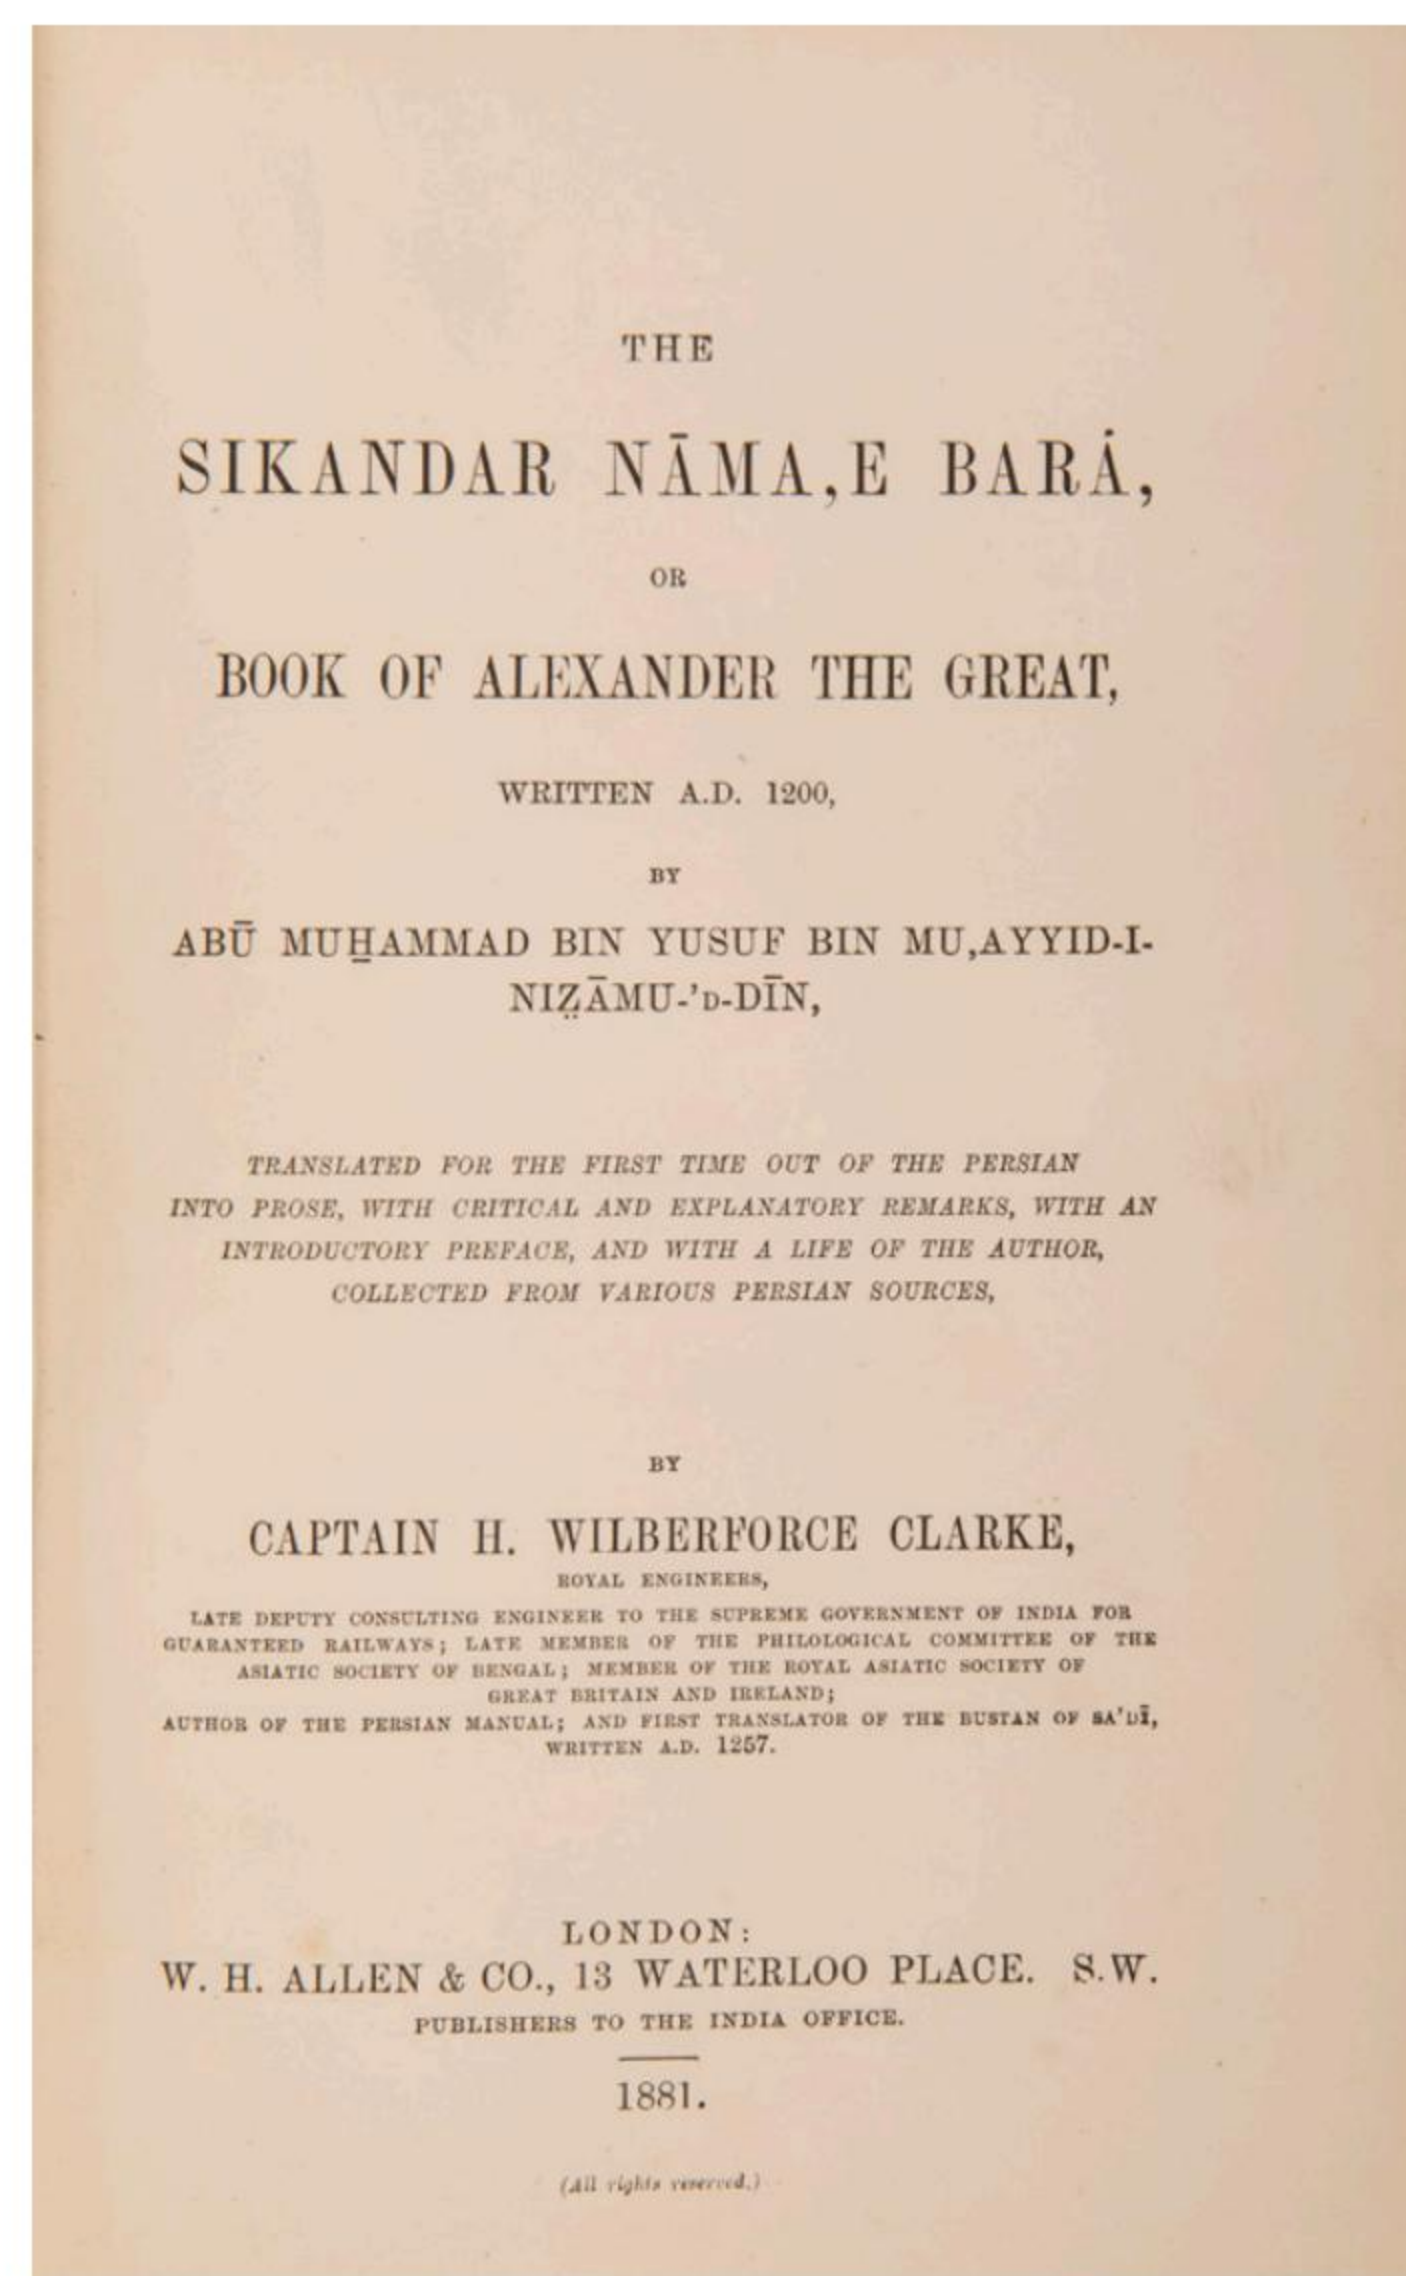 THE
SIKANDAR NĀMA,E BARȦ,
OR
BOOK OF ALEXANDER THE GREAT,
WRITTEN A.D. 1200,
BY
ABŪ MUH̱AMMAD BIN YUSUF BIN MU,AYYID-I-
NIZ̤ĀMU-'D-DĪN,
TRANSLATED FOR THE FIRST TIME OUT OF THE PERSIAN
INTO PROSE, WITH CRITICAL AND EXPLANATORY REMARKS, WITH AN
INTRODUCTORY PREFACE, AND WITH A LIFE OF THE AUTHOR,
COLLECTED FROM VARIOUS PERSIAN SOURCES,
BY
CAPTAIN H. WILBERFORCE CLARKE,
ROYAL ENGINEERS,
LATE DEPUTY CONSULTING ENGINEER TO THE SUPREME GOVERNMENT OF INDIA FOR
GUARANTEED RAILWAYS; LATE MEMBER OF THE PHILOLOGICAL COMMITTEE OF THE
ASIATIC SOCIETY OF BENGAL; MEMBER OF THE ROYAL ASIATIC SOCIETY OF
GREAT BRITAIN AND IRELAND;
AUTHOR OF THE PERSIAN MANUAL; AND FIRST TRANSLATOR OF THE BUSTAN OF SA'DĪ,
WRITTEN A.D. 1257.
LONDON:
W. H. ALLEN & CO., 13 WATERLOO PLACE. S.W.
PUBLISHERS TO THE INDIA OFFICE.
1881.
(All rights reserved.)